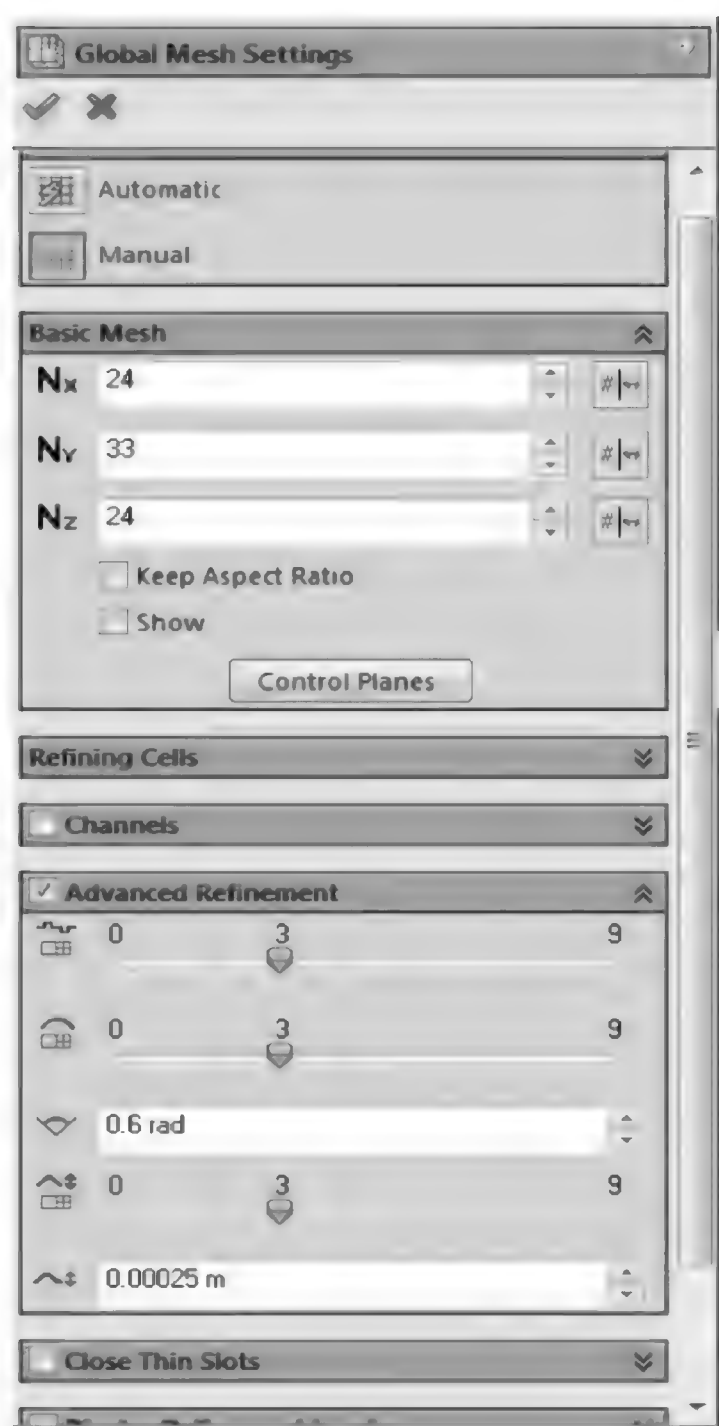 Global Mesh Settings
?
Automatic
Manual
Basic Mesh
Nx 24
NY 33
Nz 24
Keep Aspect Ratio
Show
Control Planes
Refining Cells
Channels
Advanced Refinement
0 3 9
0 3 9
0.6 rad
0 3 9
0.00025 m
Close Thin Slots